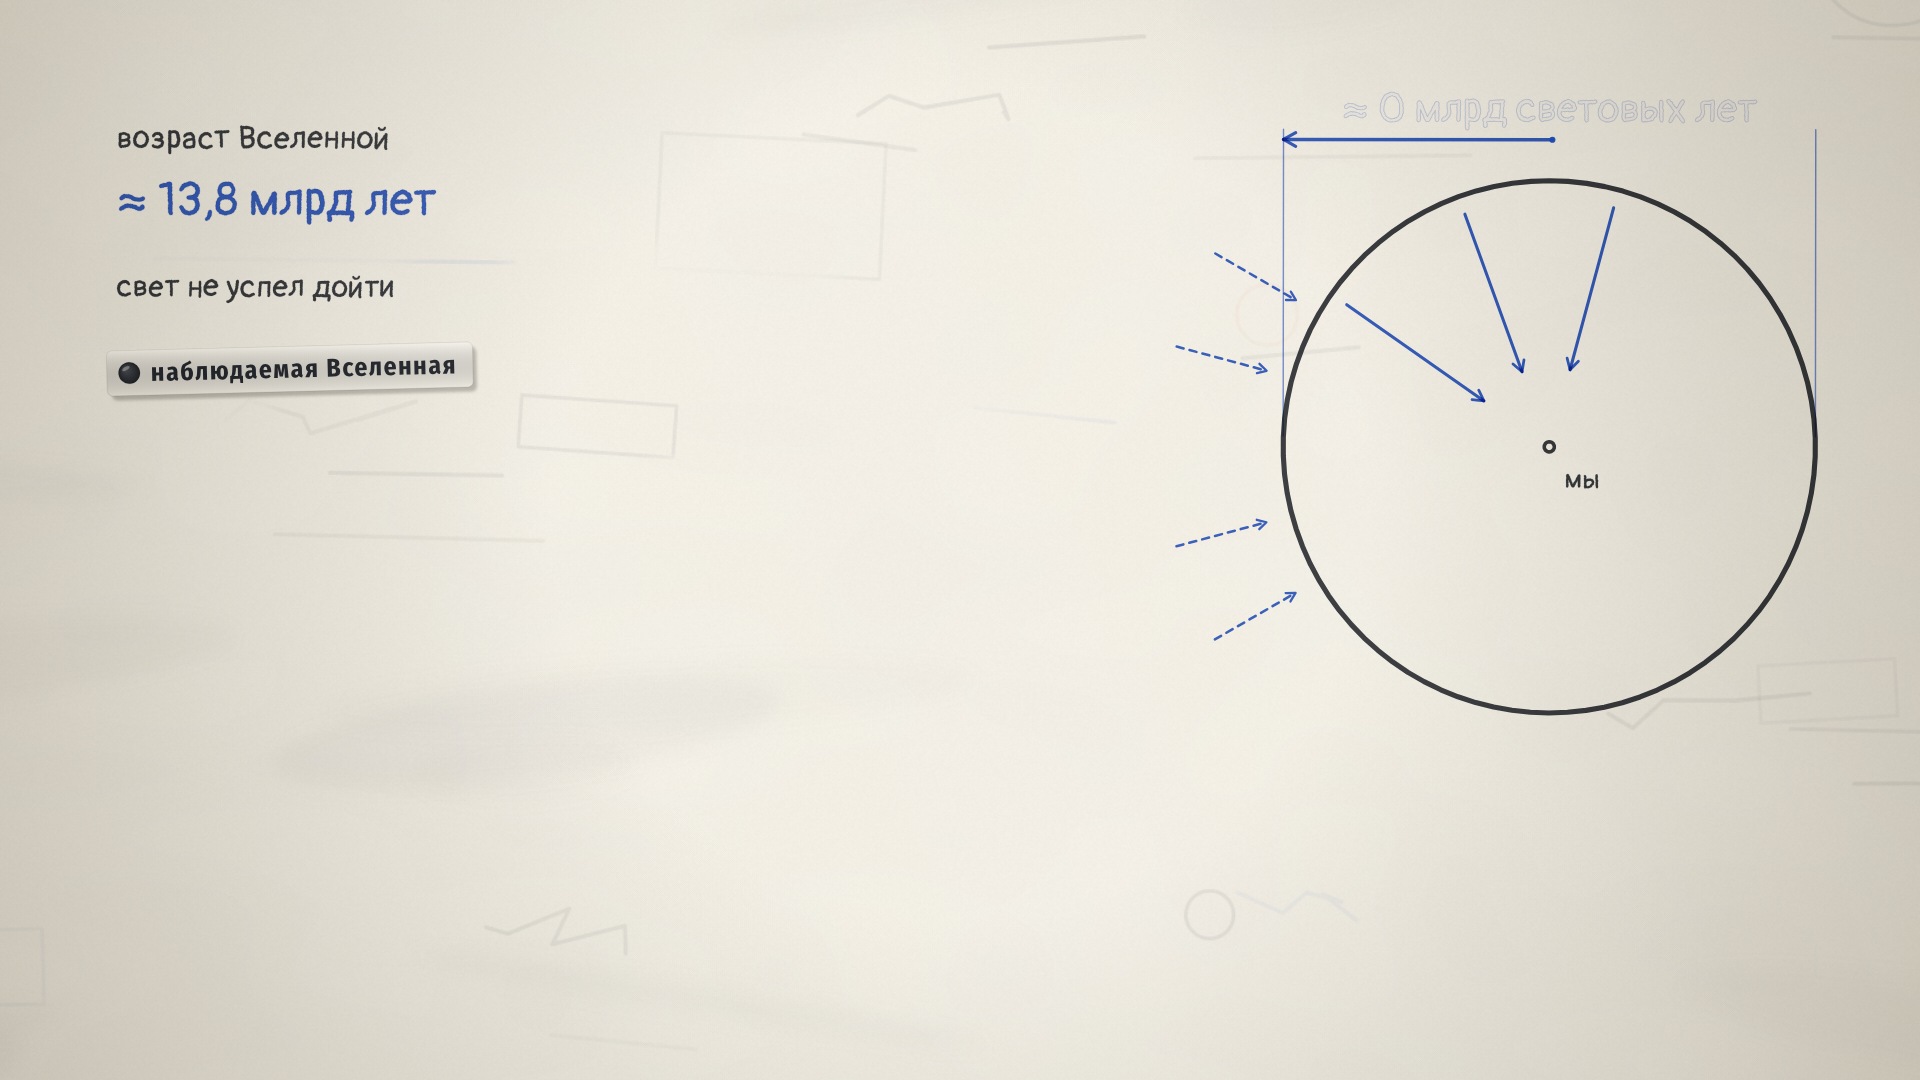 возраст Вселенной
≈ 13,8 млрд лет
свет не успел дойти
наблюдаемая Вселенная
≈ 0 млрд световых лет
мы